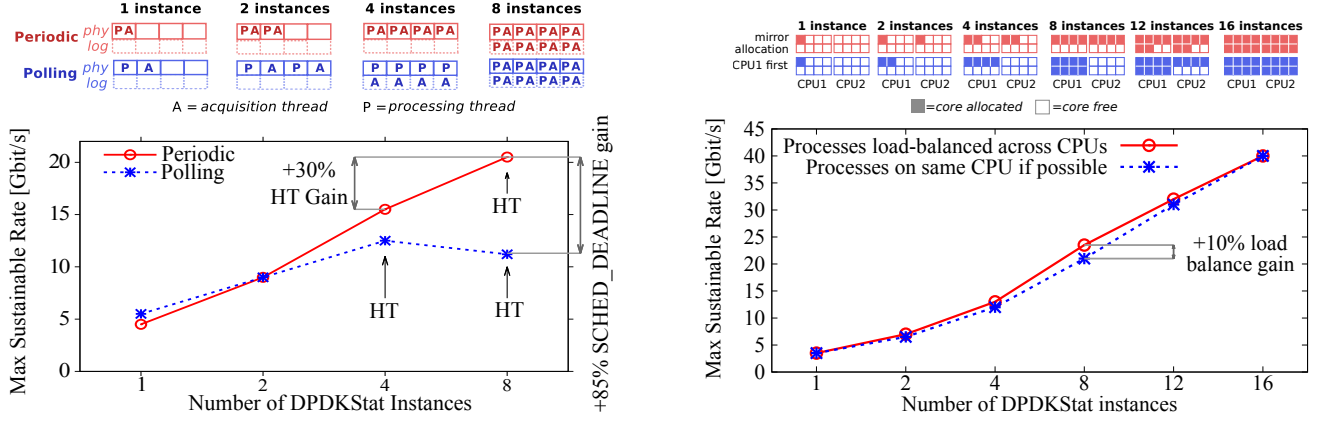 1 instance 2 instances 4 instances 8 instances
Periodic phy PA PA PA PA PA PA PA PA PA PA PA
log PA PA PA PA
Polling phy P A P A P A P P P P PA PA PA PA
log A A A A PA PA PA PA
A =acquisition thread P =processing thread
Max Sustainable Rate [Gbit/s]
20
15
10
5
0
Periodic
Polling
+30%
HT Gain
HT
HT
HT
+85% SCHED_DEADLINE gain
1 2 4 8
Number of DPDKStat Instances
1 instance 2 instances 4 instances 8 instances 12 instances 16 instances
mirror
allocation
CPU1 first
CPU1 CPU2 CPU1 CPU2 CPU1 CPU2 CPU1 CPU2 CPU1 CPU2 CPU1 CPU2
=core allocated =core free
Max Sustainable Rate [Gbit/s]
45
40
35
30
25
20
15
10
5
0
Processes load-balanced across CPUs
Processes on same CPU if possible
+10% load
balance gain
1 2 4 8 12 16
Number of DPDKStat instances